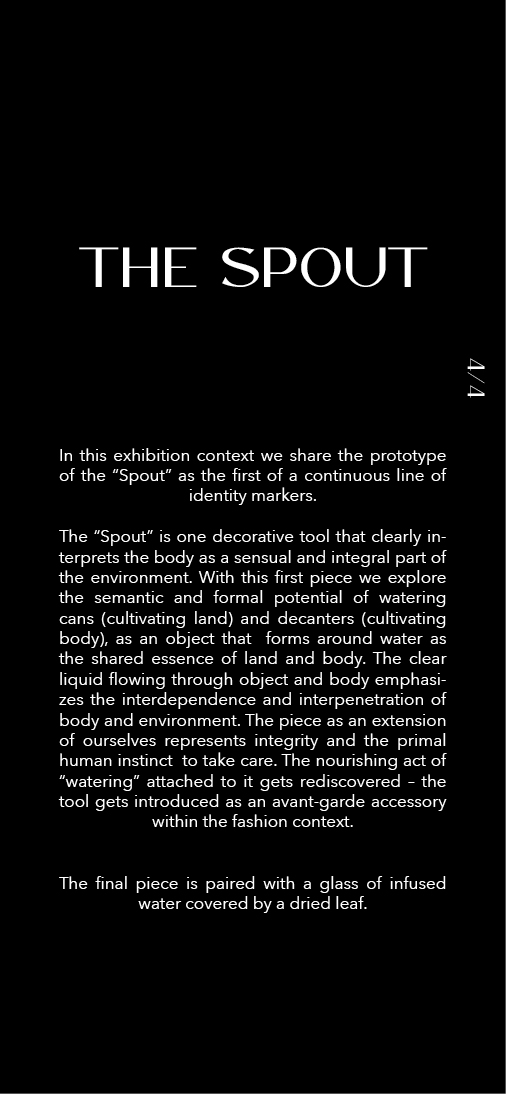 THE SPOUT
4/4
In this exhibition context we share the prototype
of the “Spout” as the first of a continuous line of
identity markers.
The “Spout” is one decorative tool that clearly in-
terprets the body as a sensual and integral part of
the environment. With this first piece we explore
the semantic and formal potential of watering
cans (cultivating land) and decanters (cultivating
body), as an object that  forms around water as
the shared essence of land and body. The clear
liquid flowing through object and body emphasi-
zes the interdependence and interpenetration of
body and environment. The piece as an extension
of ourselves represents integrity and the primal
human instinct  to take care. The nourishing act of
“watering” attached to it gets rediscovered – the
tool gets introduced as an avant-garde accessory
within the fashion context.
The final piece is paired with a glass of infused
water covered by a dried leaf.